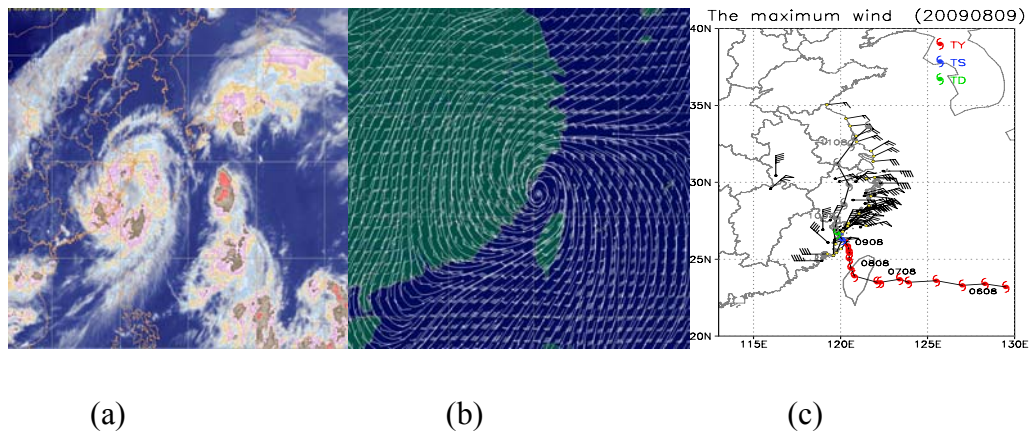 The maximum wind (20090809)
40N
TY
TS
TD
35N
30N
0908
25N
0808
0708
0608
20N
115E
120E
125E
130E
(a)
(b)
(c)